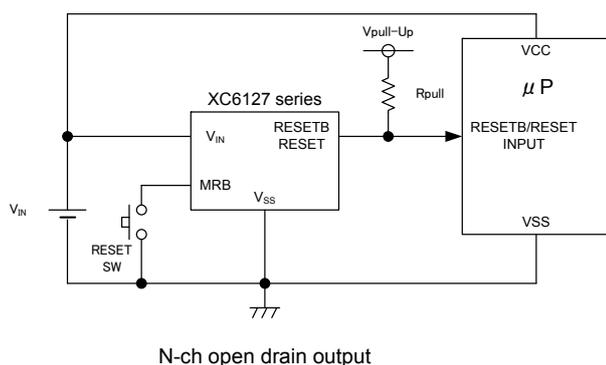 Vpull-Up
VCC
μP
XC6127 series
Rpull
VIN
RESETB
RESET
RESETB/RESET
INPUT
MRB
VSS
VIN
RESET
SW
VSS
N-ch open drain output